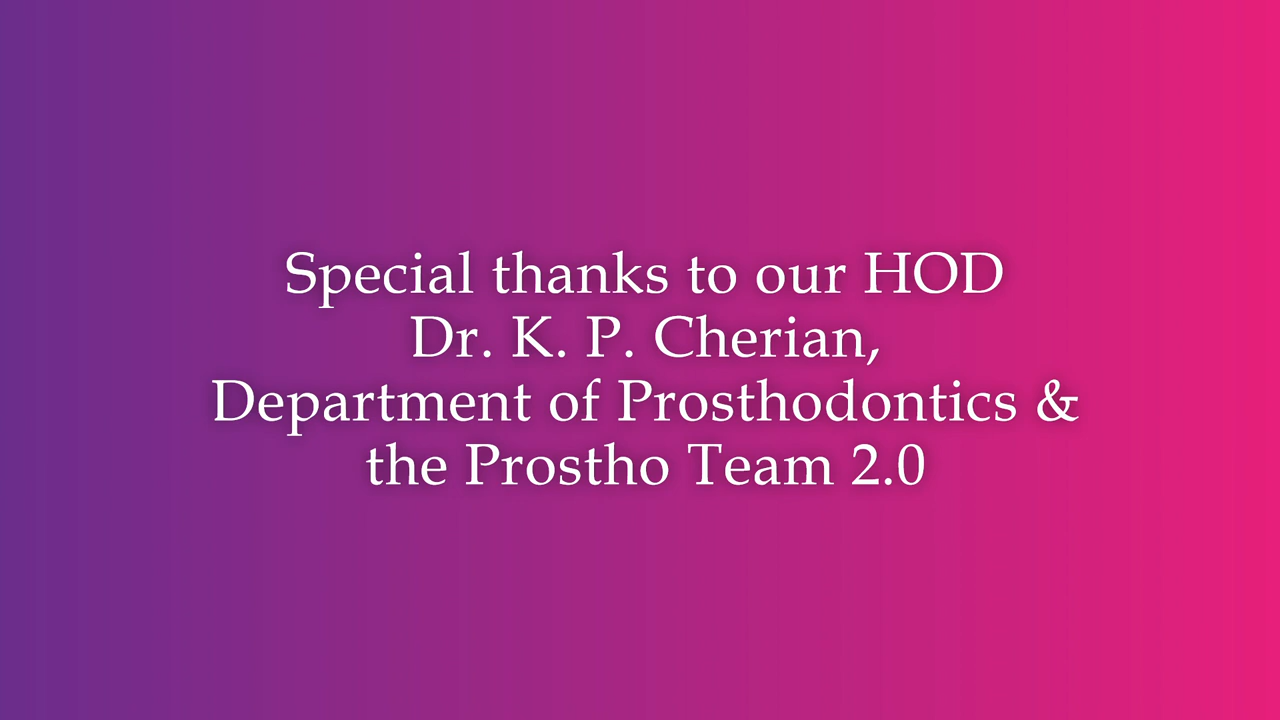 Special thanks to our HOD
Dr. K. P. Cherian,
Department of Prosthodontics &
the Prostho Team 2.0